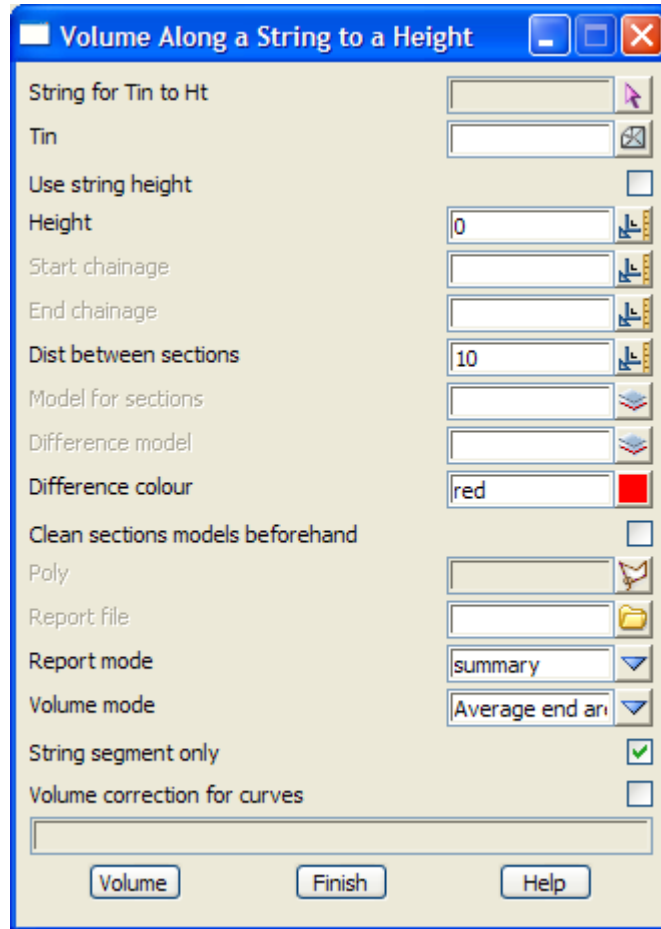 Volume Along a String to a Height
String for Tin to Ht
Tin
Use string height
Height 0
Start chainage
End chainage
Dist between sections 10
Model for sections
Difference model
Difference colour red
Clean sections models beforehand
Poly
Report file
Report mode summary
Volume mode Average end
String segment only
Volume correction for curves
Volume Finish Help